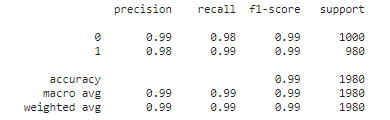 precision recall f1-score support
0 0.99 0.98 0.99 1000
1 0.98 0.99 0.99 980
accuracy 0.99 1980
macro avg 0.99 0.99 0.99 1980
weighted avg 0.99 0.99 0.99 1980